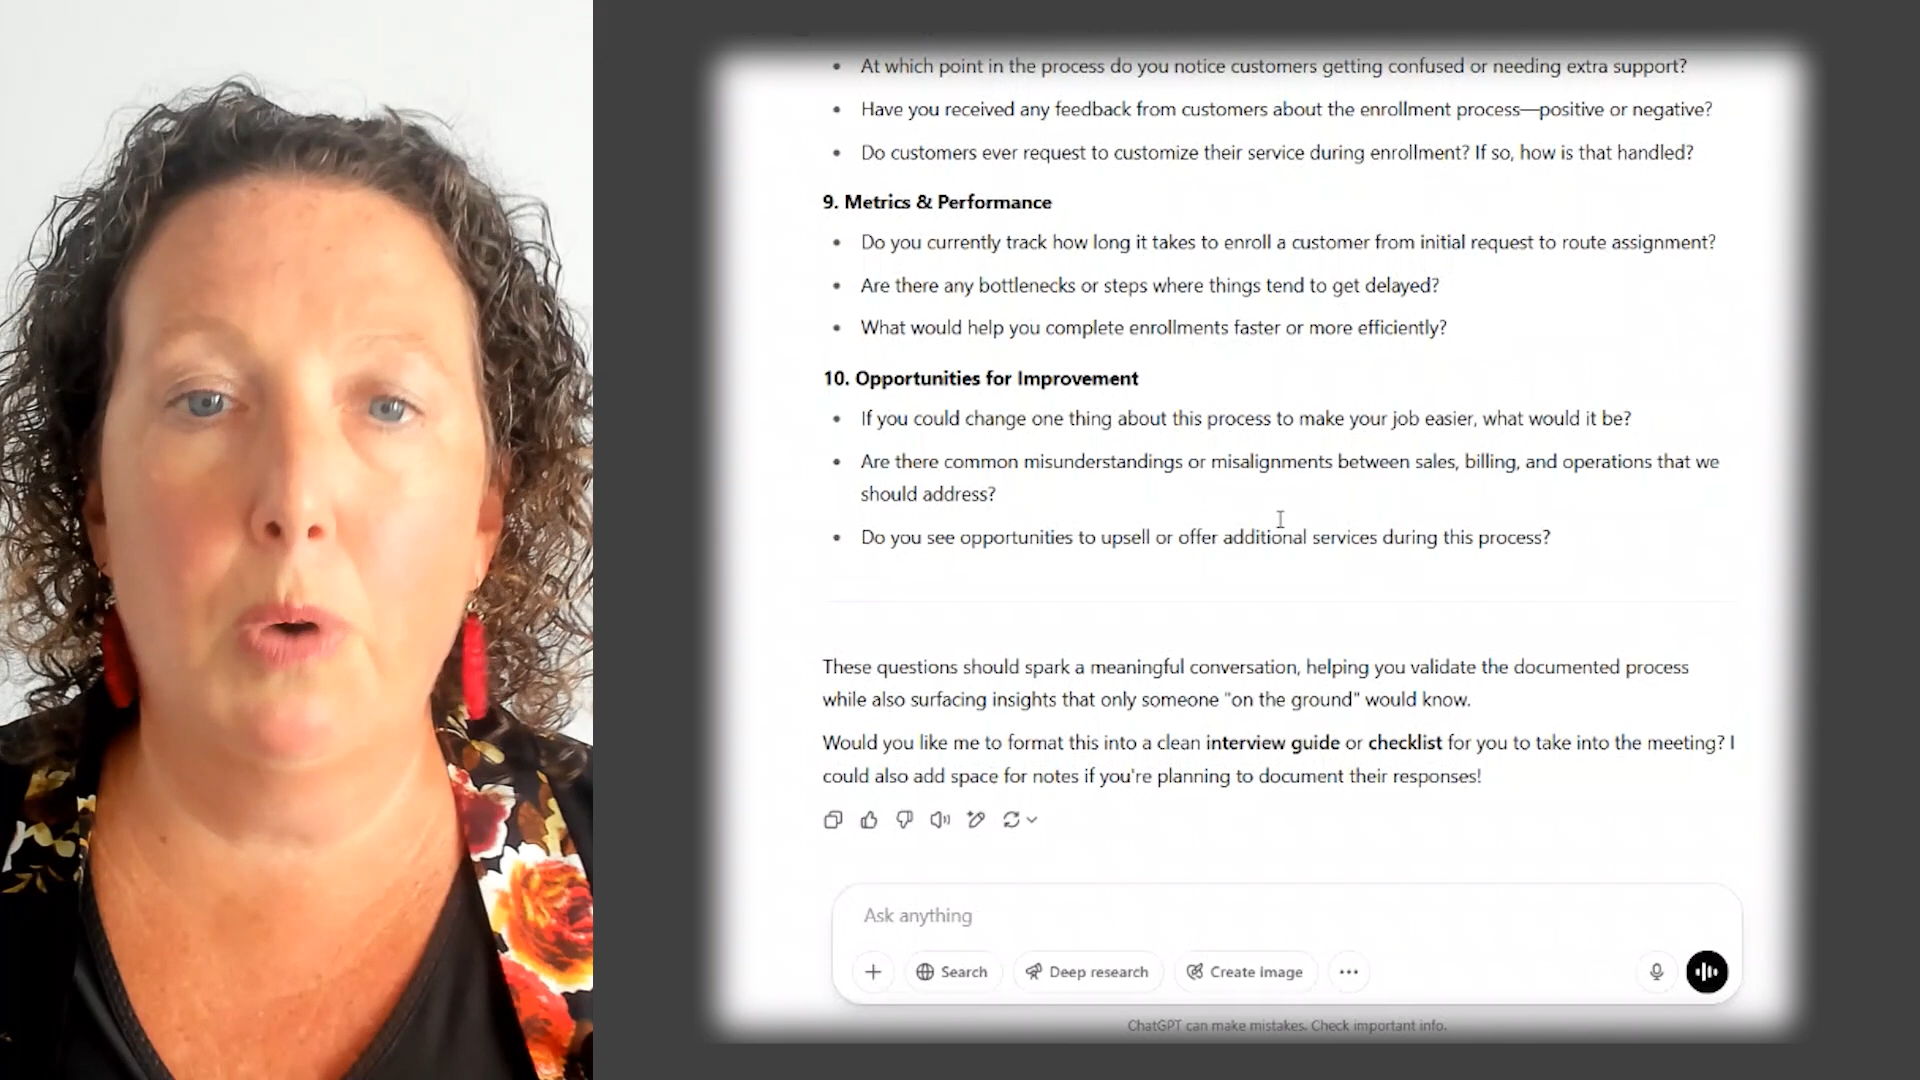 • At which point in the process do you notice customers getting confused or needing extra support?
• Have you received any feedback from customers about the enrollment process—positive or negative?
• Do customers ever request to customize their service during enrollment? If so, how is that handled?
9. Metrics & Performance
• Do you currently track how long it takes to enroll a customer from initial request to route assignment?
• Are there any bottlenecks or steps where things tend to get delayed?
• What would help you complete enrollments faster or more efficiently?
10. Opportunities for Improvement
• If you could change one thing about this process to make your job easier, what would it be?
• Are there common misunderstandings or misalignments between sales, billing, and operations that we
should address?
• Do you see opportunities to upsell or offer additional services during this process?
These questions should spark a meaningful conversation, helping you validate the documented process
while also surfacing insights that only someone "on the ground" would know.
Would you like me to format this into a clean interview guide or checklist for you to take into the meeting? I
could also add space for notes if you're planning to document their responses!
Ask anything
Search Deep research Create image
ChatGPT can make mistakes. Check important info.